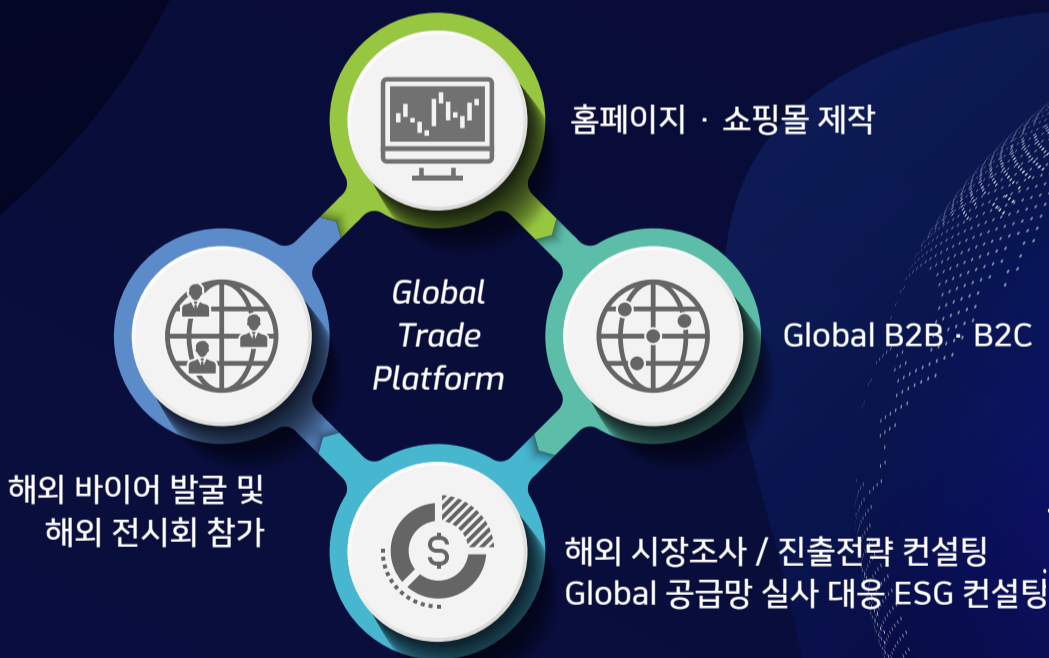 홈페이지 · 쇼핑몰 제작
Global
Trade
Platform
Global B2B · B2C
해외 바이어 발굴 및
해외 전시회 참가
$
해외 시장조사 / 진출전략 컨설팅
Global 공급망 실사 대응 ESG 컨설팅